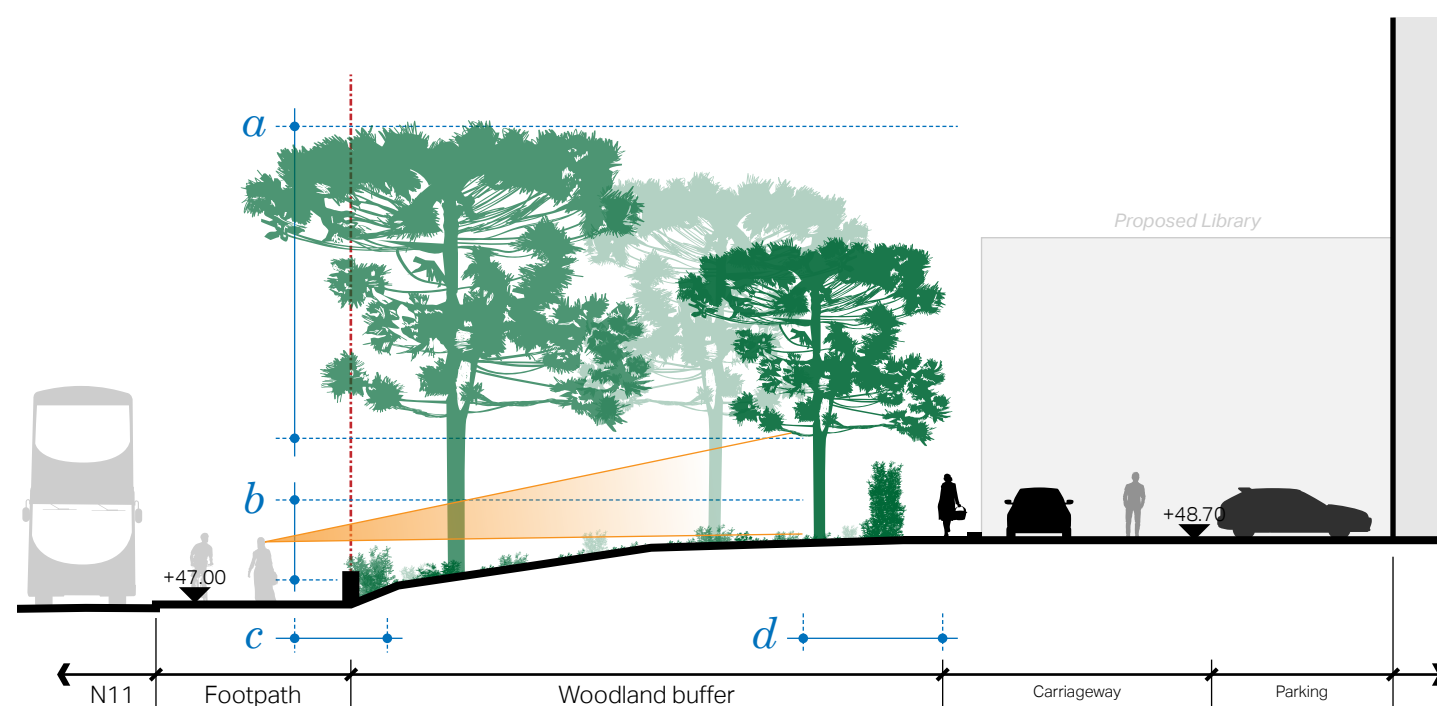 a
Proposed Library
b
+48.70
+47.00
c
d
N11
Footpath
Woodland buffer
Carriageway
Parking